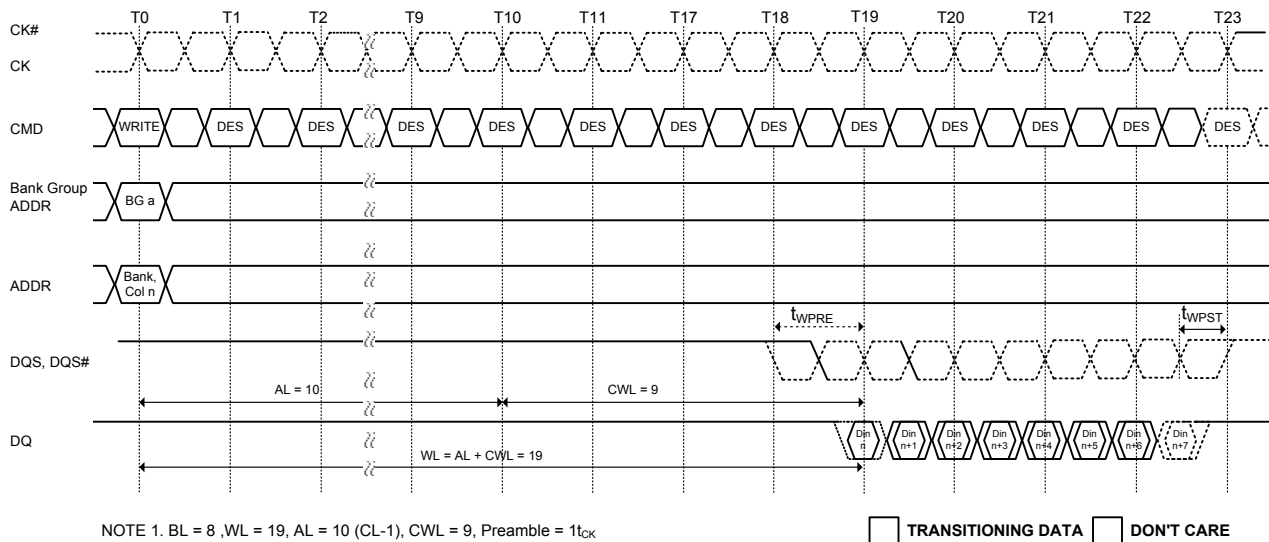 T0 T1 T2 T9 T10 T11 T17 T18 T19 T20 T21 T22 T23
CK#
CK
CMD WRITE DES DES DES DES DES DES DES DES DES DES DES DES
Bank Group
ADDR
BG a
ADDR
Bank,
Col n
tWPRE tWPST
DQS, DQS#
AL = 10 CWL = 9
DQ
Din
n
Din
n+1
Din
n+2
Din
n+3
Din
n+4
Din
n+5
Din
n+6
Din
n+7
WL = AL + CWL = 19
NOTE 1. BL = 8 ,WL = 19, AL = 10 (CL-1), CWL = 9, Preamble = 1tCK
TRANSITIONING DATA DON'T CARE